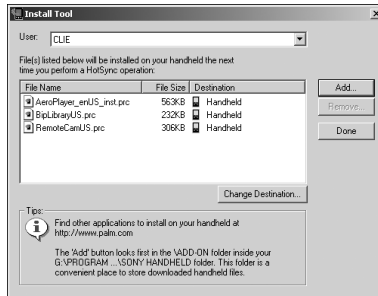 Install Tool
User: CLIE
File(s) listed below will be installed on your handheld the next
time you perform a HotSync operation:
File Name File Size Destination
AeroPlayer_enUS_inst.prc 563KB Handheld
BipLibraryUS.prc 232KB Handheld
RemoteCamUS.prc 306KB Handheld
Add...
Remove...
Done
Change Destination...
Tips:
Find other applications to install on your handheld at
http://www.palm.com
The 'Add' button looks first in the \ADD-ON folder inside your
G:\PROGRAM ...\SONY HANDHELD folder. This folder is a
convenient place to store downloaded handheld files.